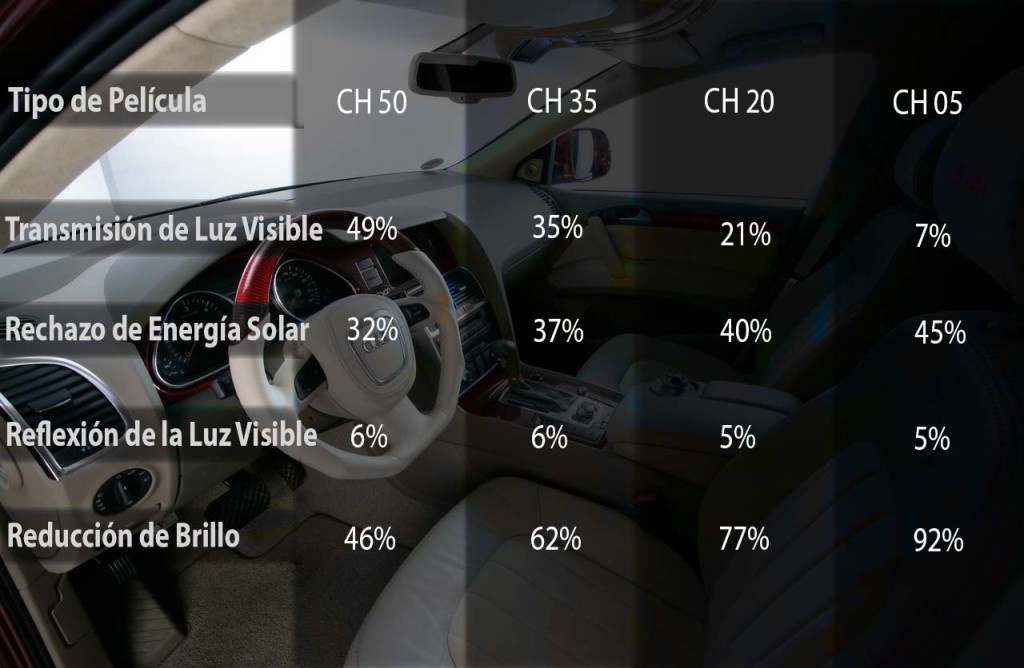 Tipo de Película CH 50 CH 35 CH 20 CH 05
Transmisión de Luz Visible 49% 35% 21% 7%
Rechazo de Energía Solar 32% 37% 40% 45%
Reflexión de la Luz Visible 6% 6% 5% 5%
Reducción de Brillo 46% 62% 77% 92%